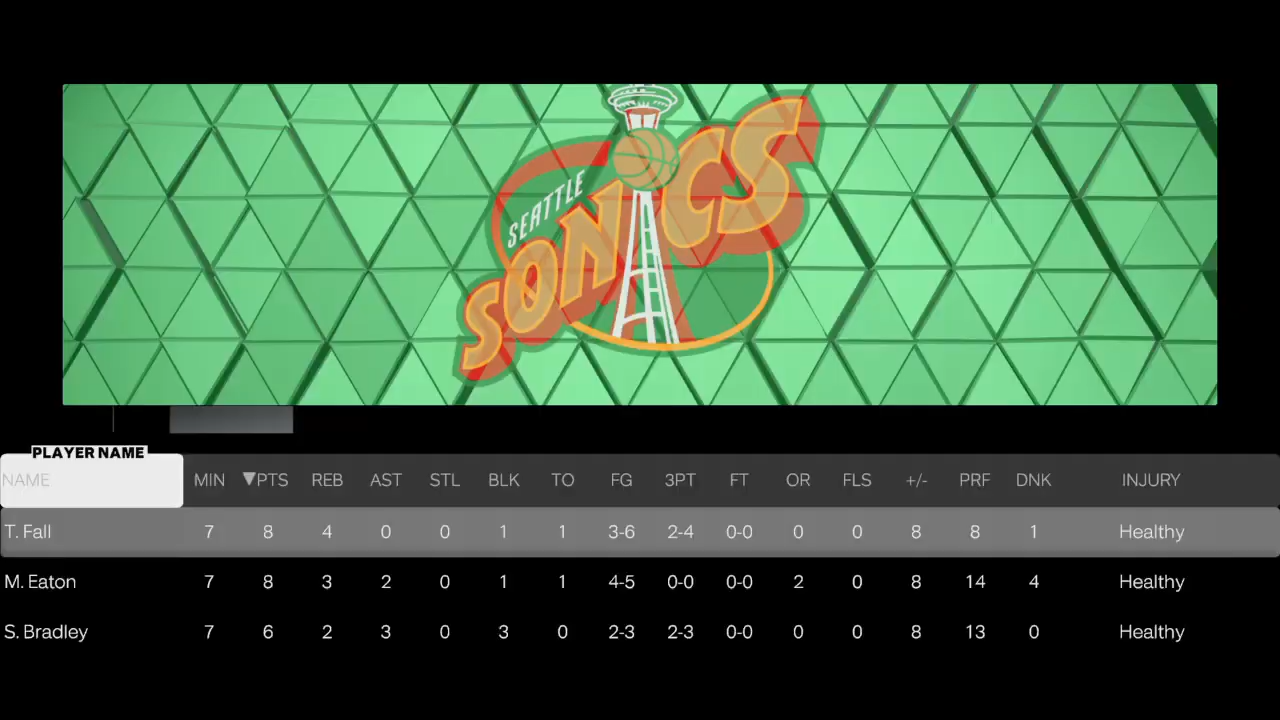 SEATTLE
SONICS
PLAYER NAME
NAME MIN ▼PTS REB AST STL BLK TO FG 3PT FT OR FLS +/- PRF DNK INJURY
T. Fall 7 8 4 0 0 1 1 3-6 2-4 0-0 0 0 8 8 1 Healthy
M. Eaton 7 8 3 2 0 1 1 4-5 0-0 0-0 2 0 8 14 4 Healthy
S. Bradley 7 6 2 3 0 3 0 2-3 2-3 0-0 0 0 8 13 0 Healthy